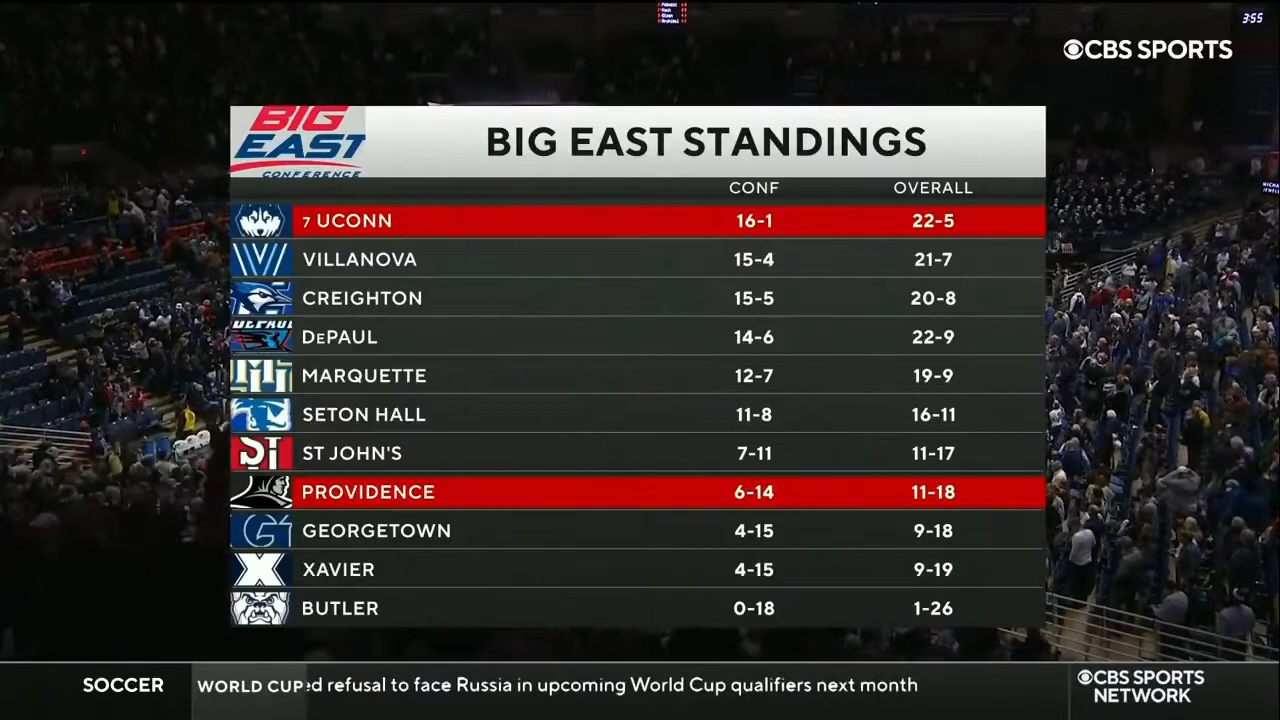 3:55
CBS SPORTS
BIG
EAST
CONFERENCE
BIG EAST STANDINGS
CONF OVERALL
7 UCONN 16-1 22-5
VILLANOVA 15-4 21-7
CREIGHTON 15-5 20-8
DEPAUL
DEPAUL 14-6 22-9
MARQUETTE 12-7 19-9
SETON HALL 11-8 16-11
ST JOHN'S 7-11 11-17
PROVIDENCE 6-14 11-18
GEORGETOWN 4-15 9-18
XAVIER 4-15 9-19
BUTLER 0-18 1-26
SOCCER WORLD CUP ed refusal to face Russia in upcoming World Cup qualifiers next month
CBS SPORTS
NETWORK